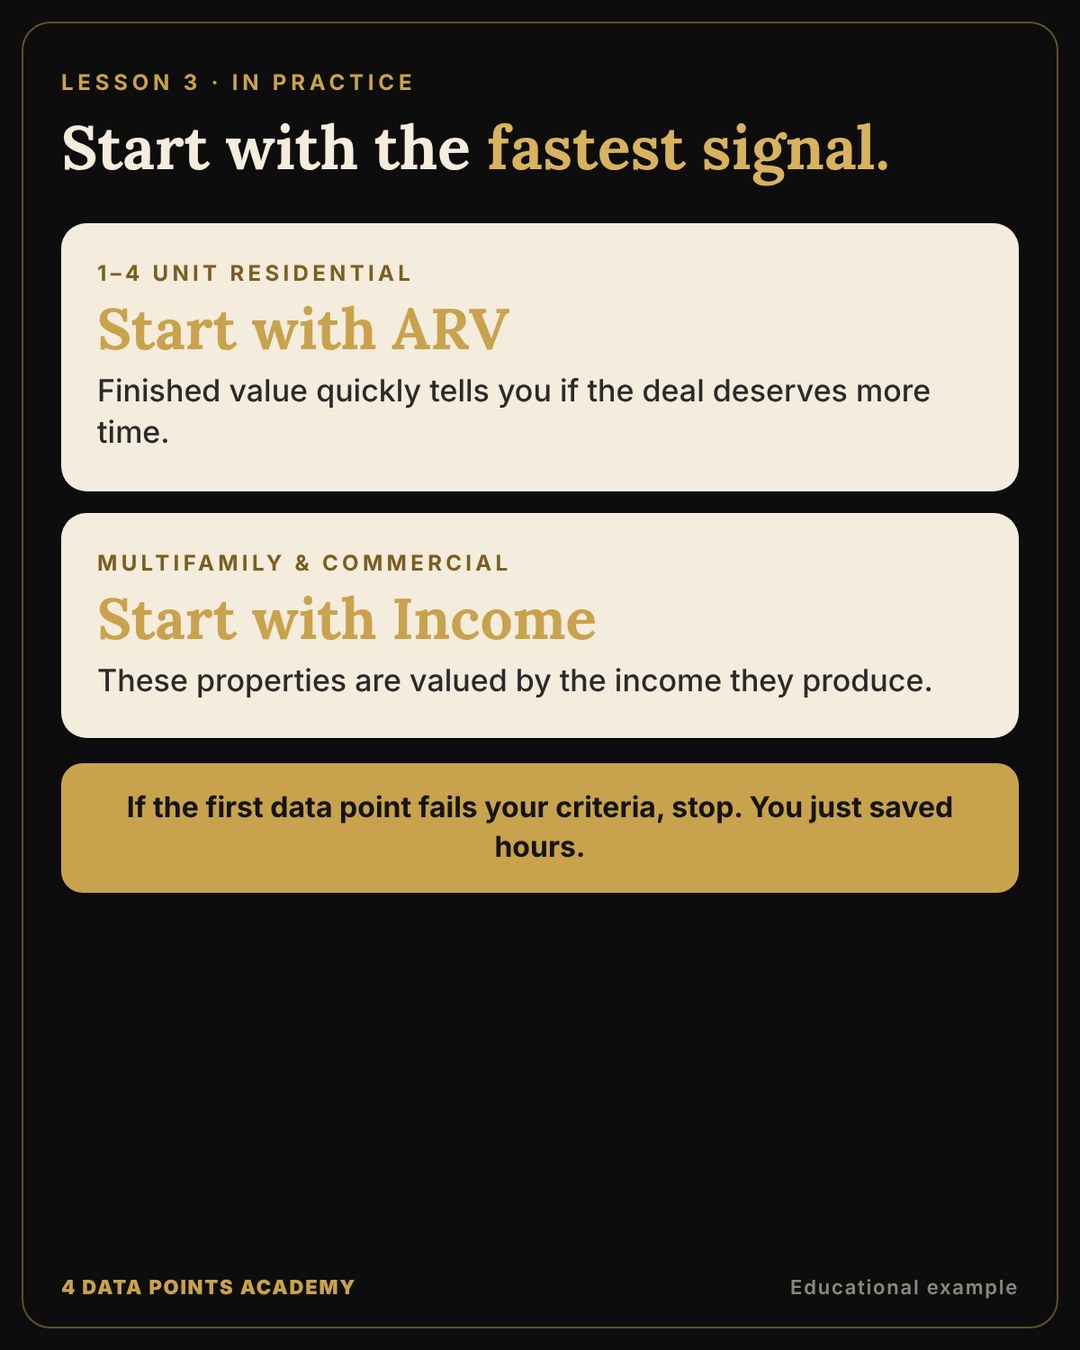 LESSON 3 · IN PRACTICE
Start with the fastest signal.
1–4 UNIT RESIDENTIAL
Start with ARV
Finished value quickly tells you if the deal deserves more
time.
MULTIFAMILY & COMMERCIAL
Start with Income
These properties are valued by the income they produce.
If the first data point fails your criteria, stop. You just saved
hours.
4 DATA POINTS ACADEMY
Educational example